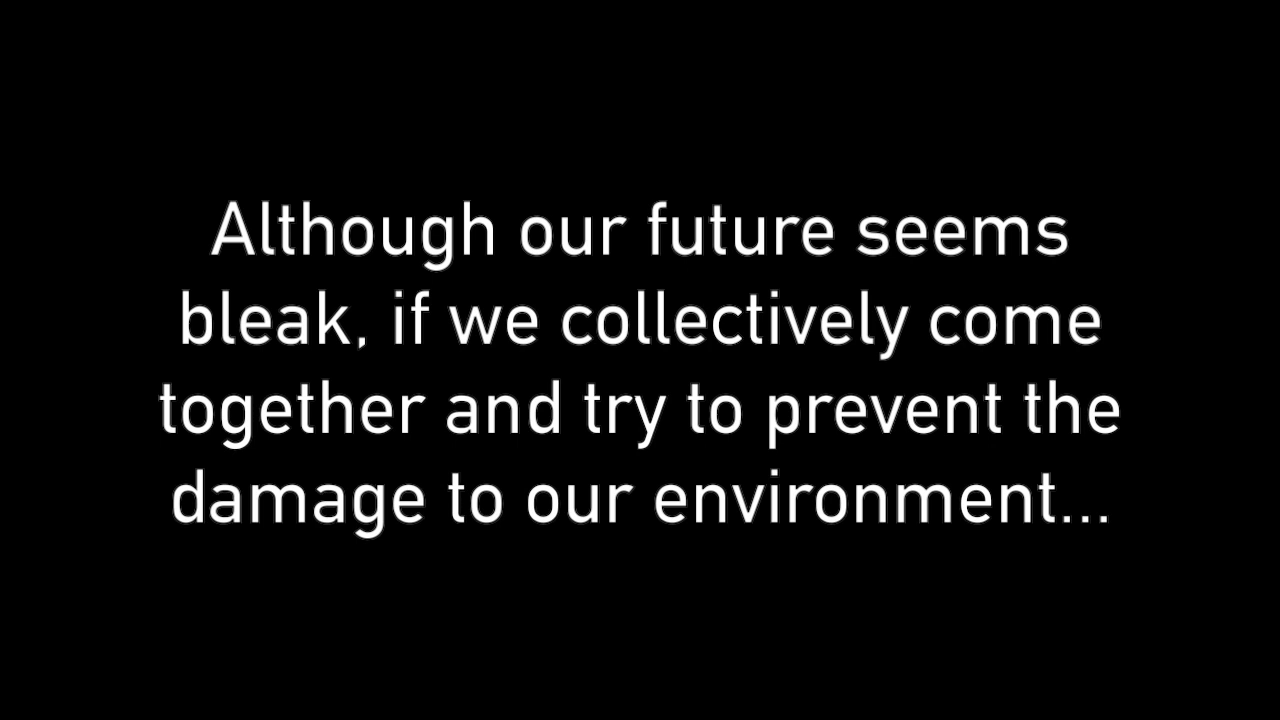 Although our future seems
bleak, if we collectively come
together and try to prevent the
damage to our environment...